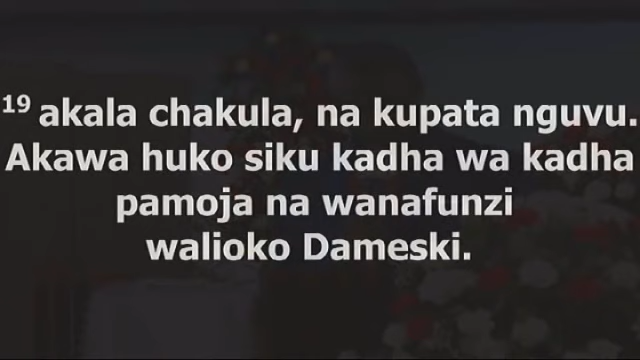 19 akala chakula, na kupata nguvu.
Akawa huko siku kadha wa kadha
pamoja na wanafunzi
walioko Dameski.